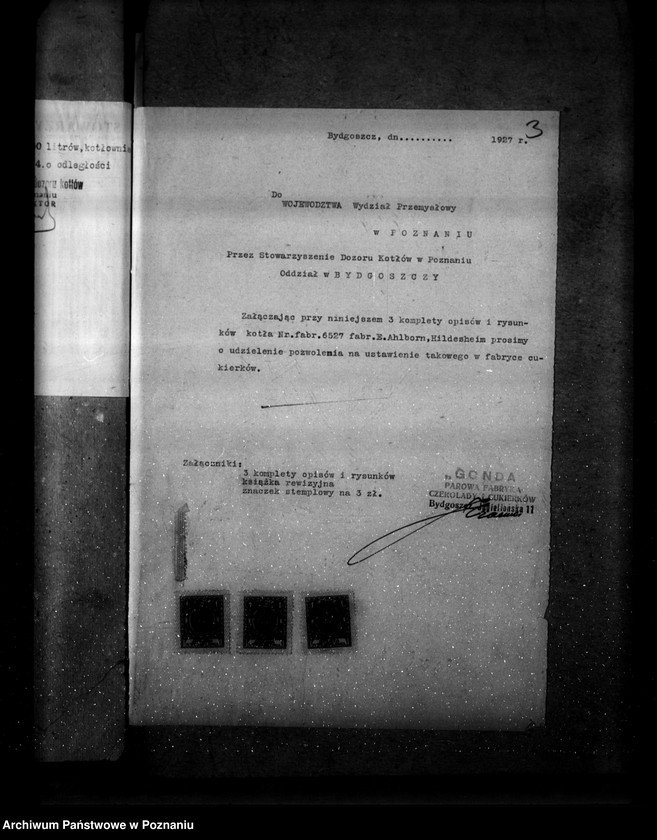 0 litrów,kotłownia
4.o odległości
kotłów
3
Bydgoszcz, dn.......... 1927 r.
Do
WOJEWODZTWA Wydział Przemysłowy
w P O Z N A N I U
Przez Stowarzyszenie Dozoru Kotłów w Poznaniu
Oddział w B Y D G O S Z C Z Y
Załączając przy niniejszem 3 komplety opisów i rysun-
ków kotła Nr.fabr.6527 fabr.E.Ahlborn,Hildesheim prosimy
o udzielenie pozwolenia na ustawienie takowego w fabryce cu-
kierków.
Załączniki:
3 komplety opisów i rysunków
książka rewizyjna
znaczek stemplowy na 3 zł.
GONDA
PAROWA FABRYKA
CZEKOLADY I CUKIERKÓW
Bydgoszcz Jagiellońska 11
Archiwum Państwowe w Poznaniu